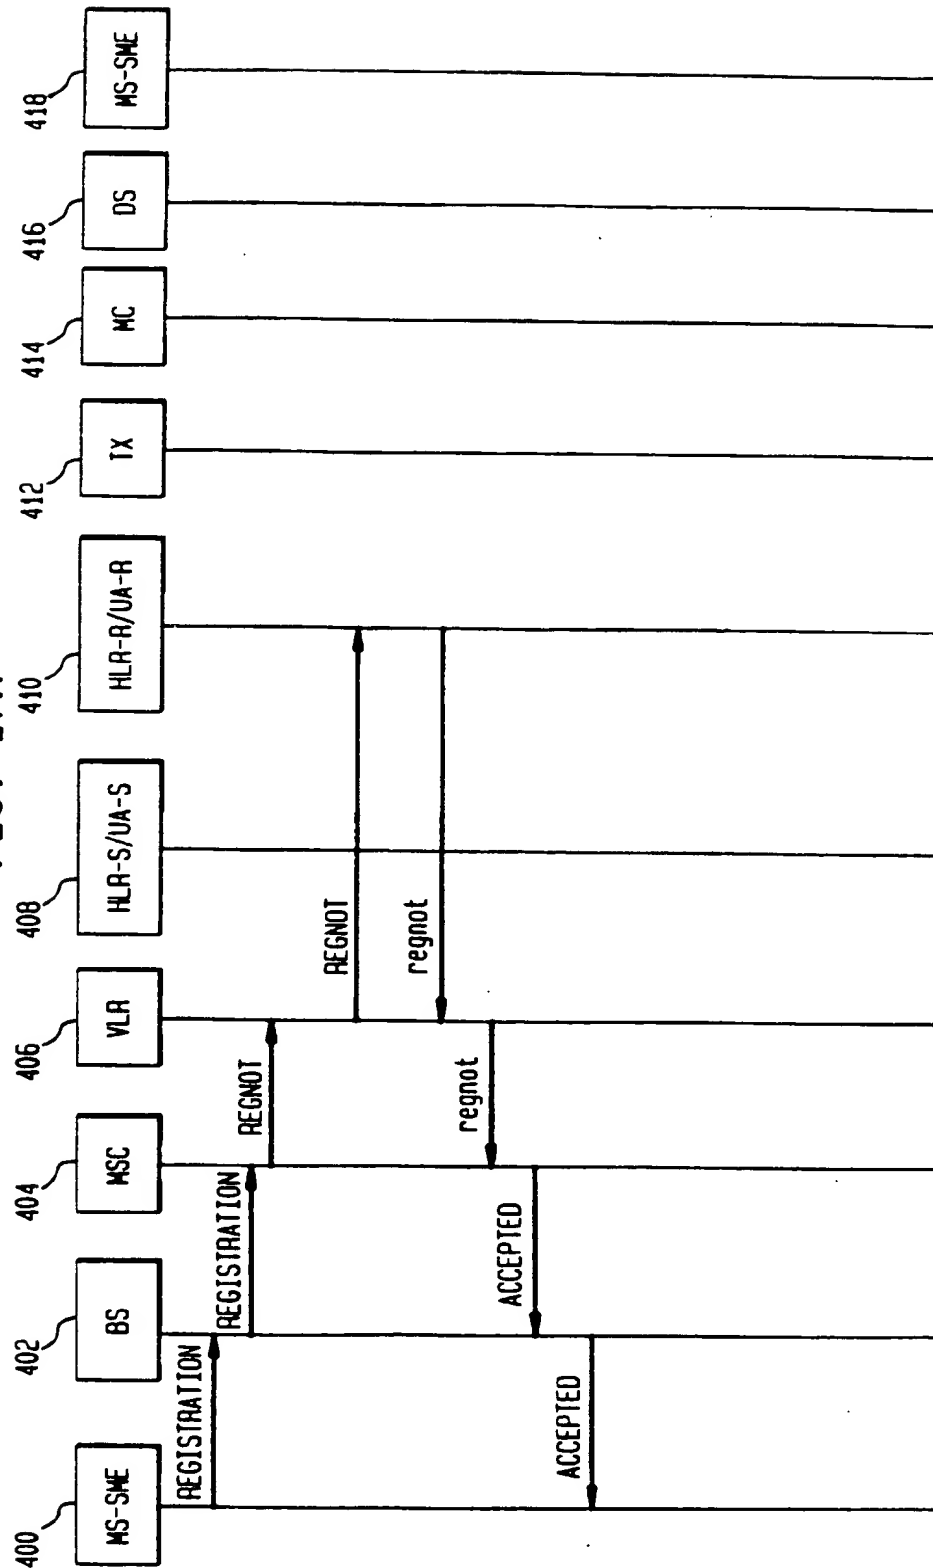 400
MS-SME
402
BS
404
MSC
406
VLR
408
HLR-S/UA-S
410
HLR-R/UA-R
412
TX
414
MC
416
DS
418
MS-SME
REGISTRATION
REGISTRATION
REGNOT
REGNOT
regnot
regnot
ACCEPTED
ACCEPTED